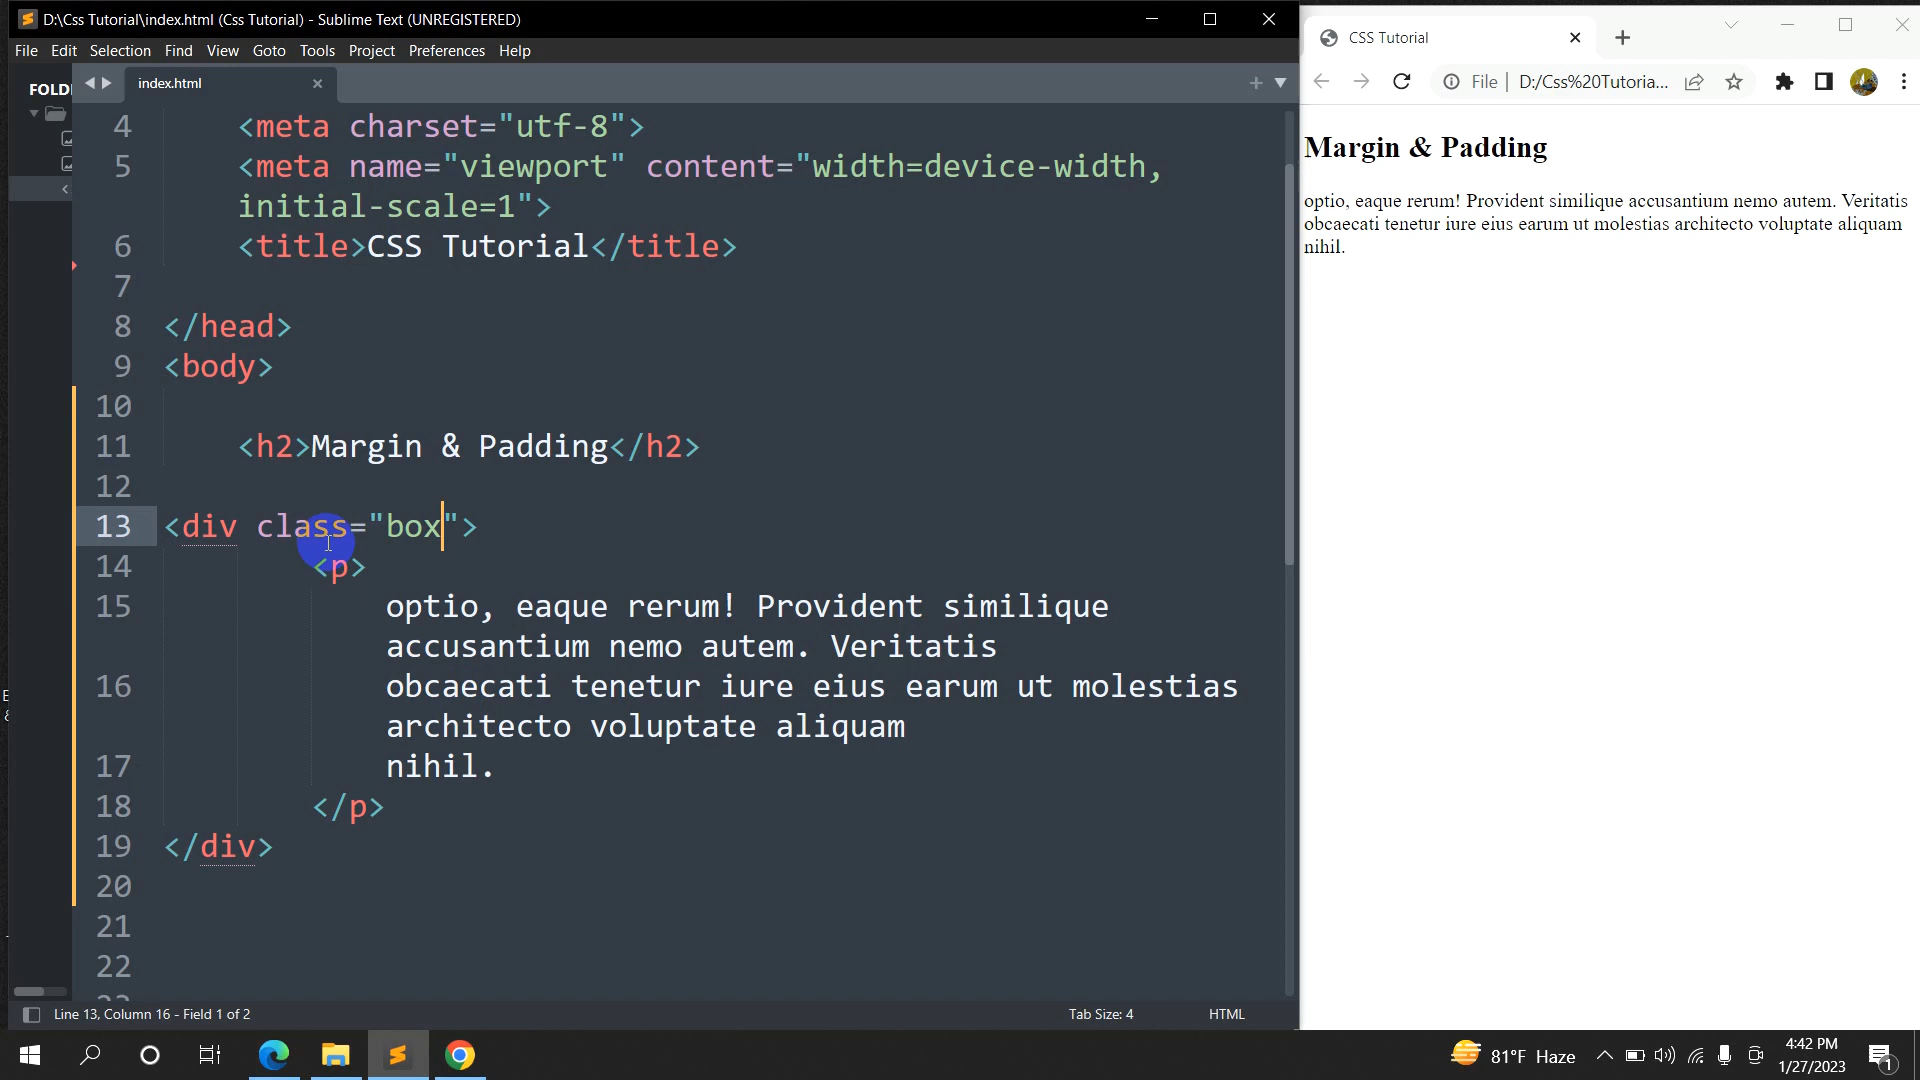 D:\Css Tutorial\index.html (Css Tutorial) - Sublime Text (UNREGISTERED)
File Edit Selection Find View Goto Tools Project Preferences Help
FOLD
index.html
4 <meta charset="utf-8">
5 <meta name="viewport" content="width=device-width,
initial-scale=1">
6 <title>CSS Tutorial</title>
7
8 </head>
9 <body>
10
11 <h2>Margin & Padding</h2>
12
13 <div class="box">
14 <p>
15 optio, eaque rerum! Provident similique
accusantium nemo autem. Veritatis
16 obcaecati tenetur iure eius earum ut molestias
architecto voluptate aliquam
17 nihil.
18 </p>
19 </div>
20
21
22
Line 13, Column 16 - Field 1 of 2
Tab Size: 4
HTML
CSS Tutorial
File | D:/Css%20Tutoria...
Margin & Padding
optio, eaque rerum! Provident similique accusantium nemo autem. Veritatis
obcaecati tenetur iure eius earum ut molestias architecto voluptate aliquam
nihil.
81°F Haze
4:42 PM
1/27/2023
1